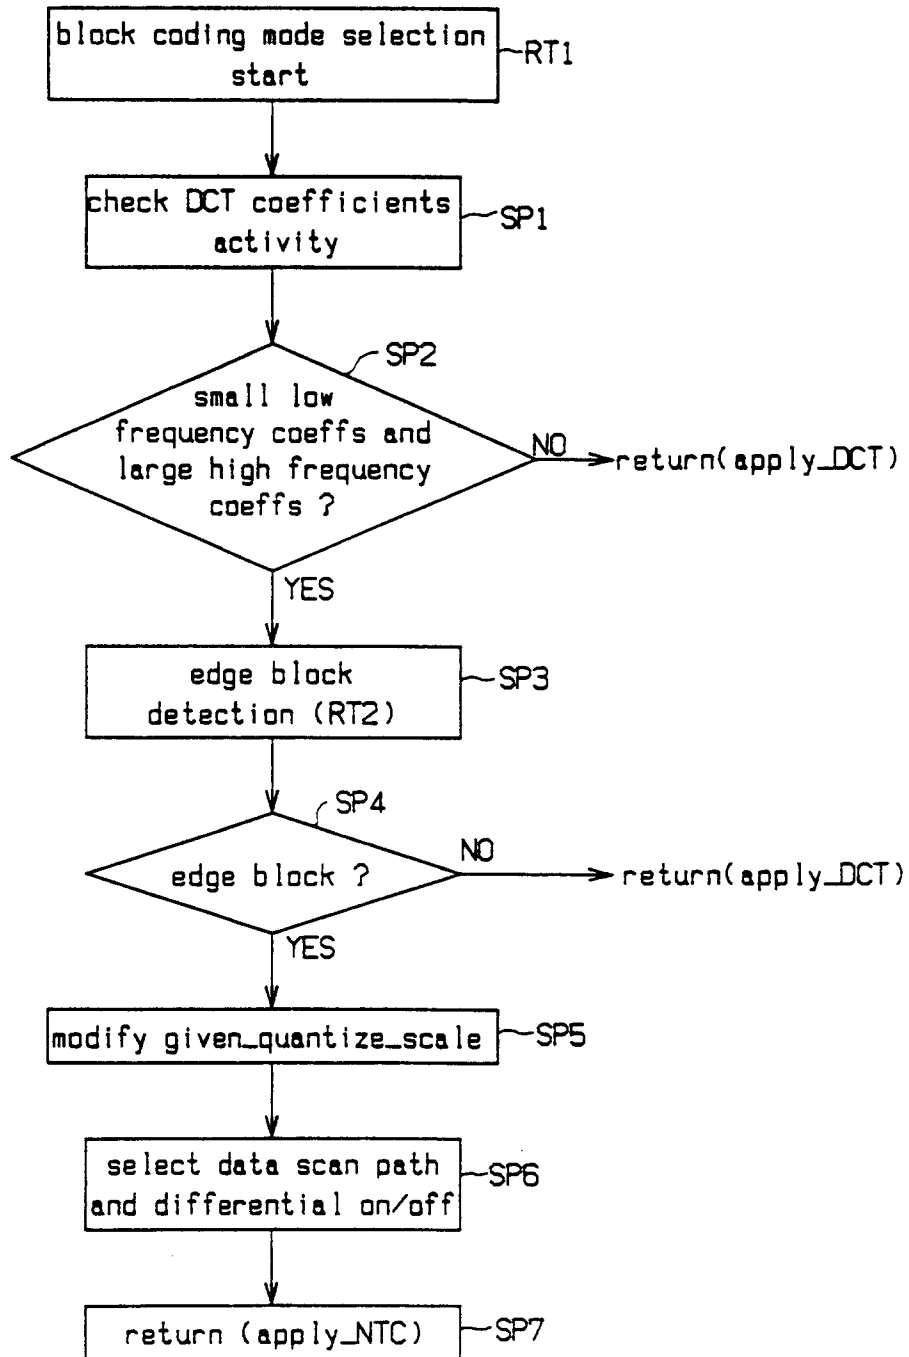 block coding mode selection
start
RT1
check DCT coefficients
activity
SP1
SP2
small low
frequency coeffs and
large high frequency
coeffs ?
NO
return(apply_DCT)
YES
edge block
detection (RT2)
SP3
SP4
edge block ?
NO
return(apply_DCT)
YES
modify given_quantize_scale
SP5
select data scan path
and differential on/off
SP6
return (apply_NTC)
SP7